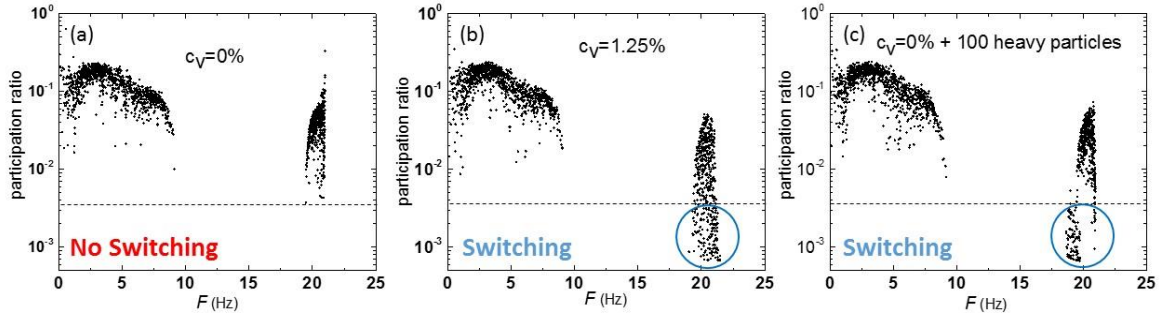 10⁰
10⁻¹
10⁻²
10⁻³
participation ratio
(a)
c_V=0%
No Switching
0 5 10 15 20 25
F (Hz)
10⁰
10⁻¹
10⁻²
10⁻³
participation ratio
(b)
c_V=1.25%
Switching
0 5 10 15 20 25
F (Hz)
10⁰
10⁻¹
10⁻²
10⁻³
participation ratio
(c)
c_V=0% + 100 heavy particles
Switching
0 5 10 15 20 25
F (Hz)